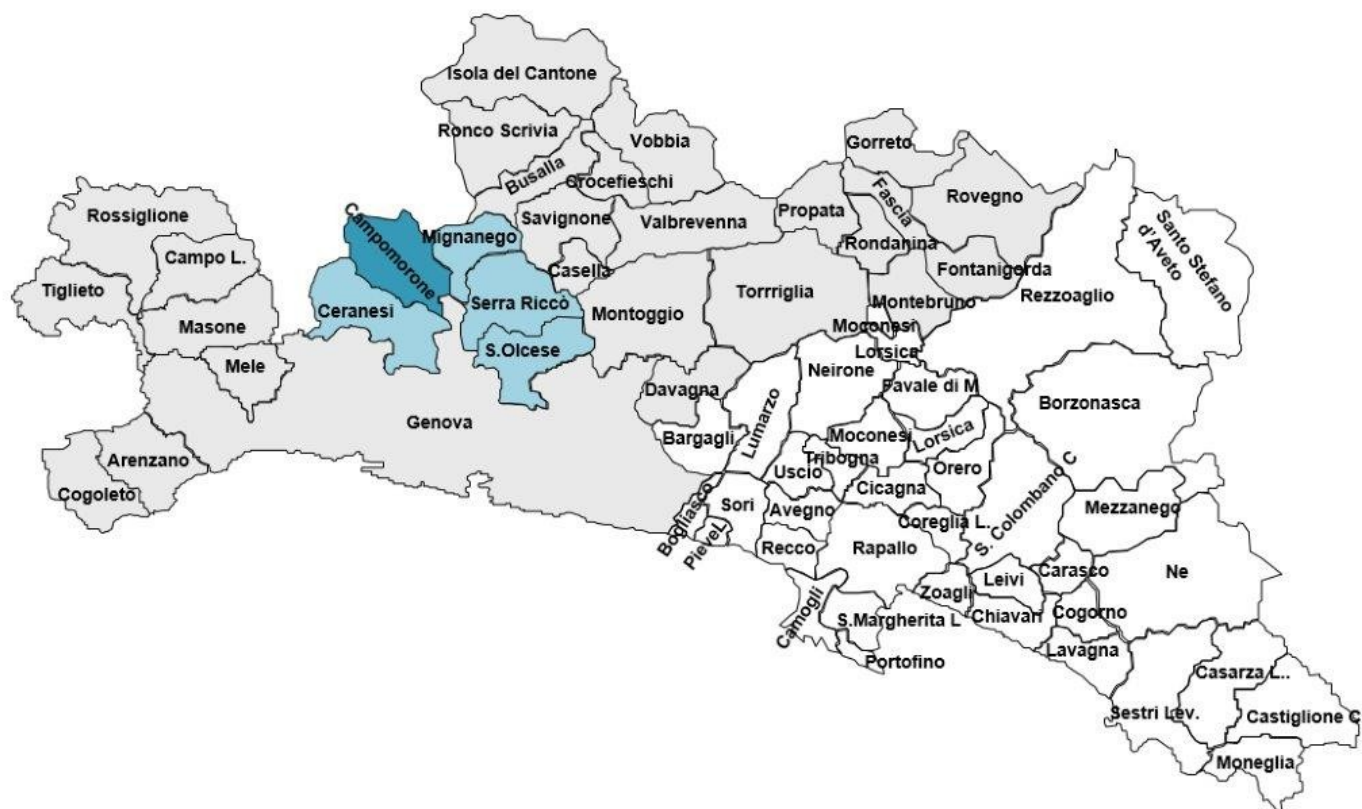 Isola del Cantone
Ronco Scrivia
Vobbia
Gorreto
Busalla
Crocefieschi
Fascia
Rovegno
Rossiglione
Campomorone
Savignone
Valbrevenna
Propata
Mignanego
Rondanina
Santo Stefano
d'Aveto
Campo L.
Casella
Fontanigorda
Tiglieto
Ceranesi
Serra Riccò
Montoggio
Torrriglia
Montebruno
Rezzoaglio
Masone
Moconesi
S.Olcese
Lorsica
Mele
Neirone
Davagna
Favale di M
Borzonasca
Genova
Lumarzo
Bargagli
Moconesi
Lorsica
Arenzano
Tribogna
Uscio
Orero
Cicagna
S. Colombano C
Cogoleto
Bogliasco
Sori
Avegno
Coreglia L.
Mezzanego
PieveL
Recco
Rapallo
Leivi
Carasco
Ne
Zoagli
Camogli
S.Margherita L
Chiavari
Cogorno
Lavagna
Portofino
Casarza L..
Sestri Lev.
Castiglione C
Moneglia